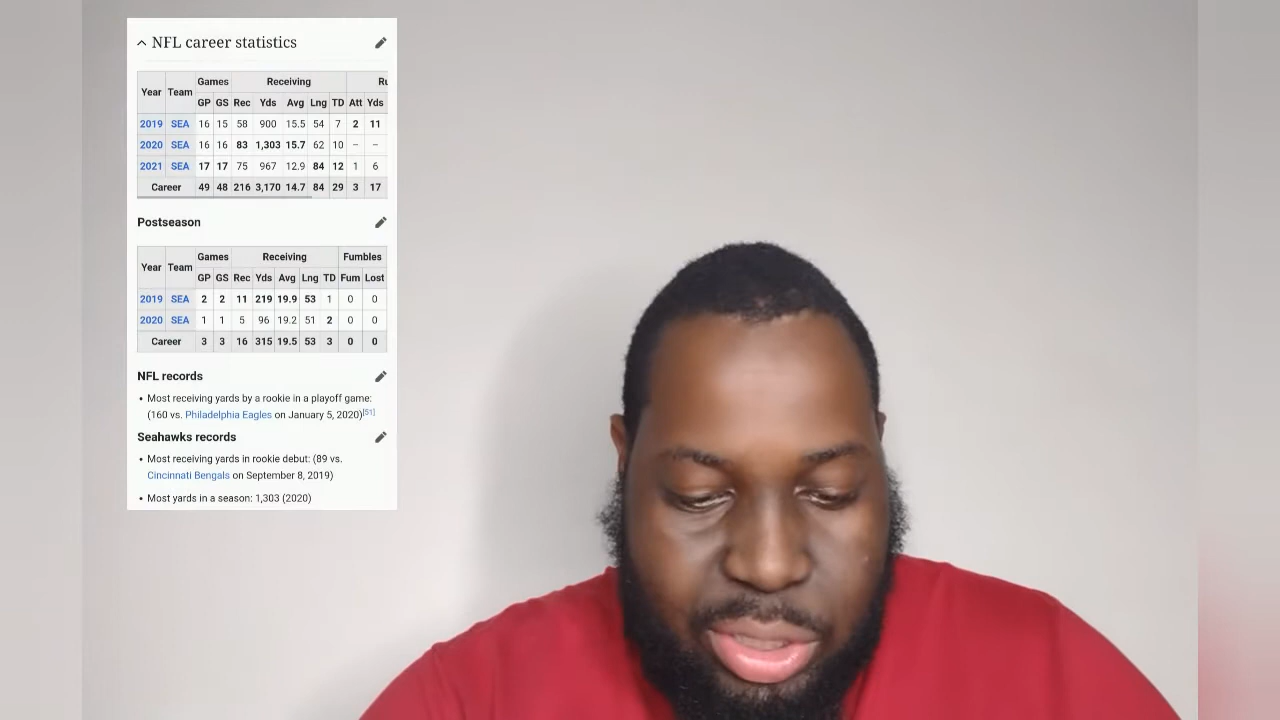 NFL career statistics
Games Receiving Ru
Year Team GP GS Rec Yds Avg Lng TD Att Yds
2019 SEA 16 15 58 900 15.5 54 7 2 11
2020 SEA 16 16 83 1,303 15.7 62 10 – –
2021 SEA 17 17 75 967 12.9 84 12 1 6
Career 49 48 216 3,170 14.7 84 29 3 17
Postseason
Games Receiving Fumbles
Year Team GP GS Rec Yds Avg Lng TD Fum Lost
2019 SEA 2 2 11 219 19.9 53 1 0 0
2020 SEA 1 1 5 96 19.2 51 2 0 0
Career 3 3 16 315 19.5 53 3 0 0
NFL records
• Most receiving yards by a rookie in a playoff game:
(160 vs. Philadelphia Eagles on January 5, 2020)[51]
Seahawks records
• Most receiving yards in rookie debut: (89 vs.
Cincinnati Bengals on September 8, 2019)
• Most yards in a season: 1,303 (2020)